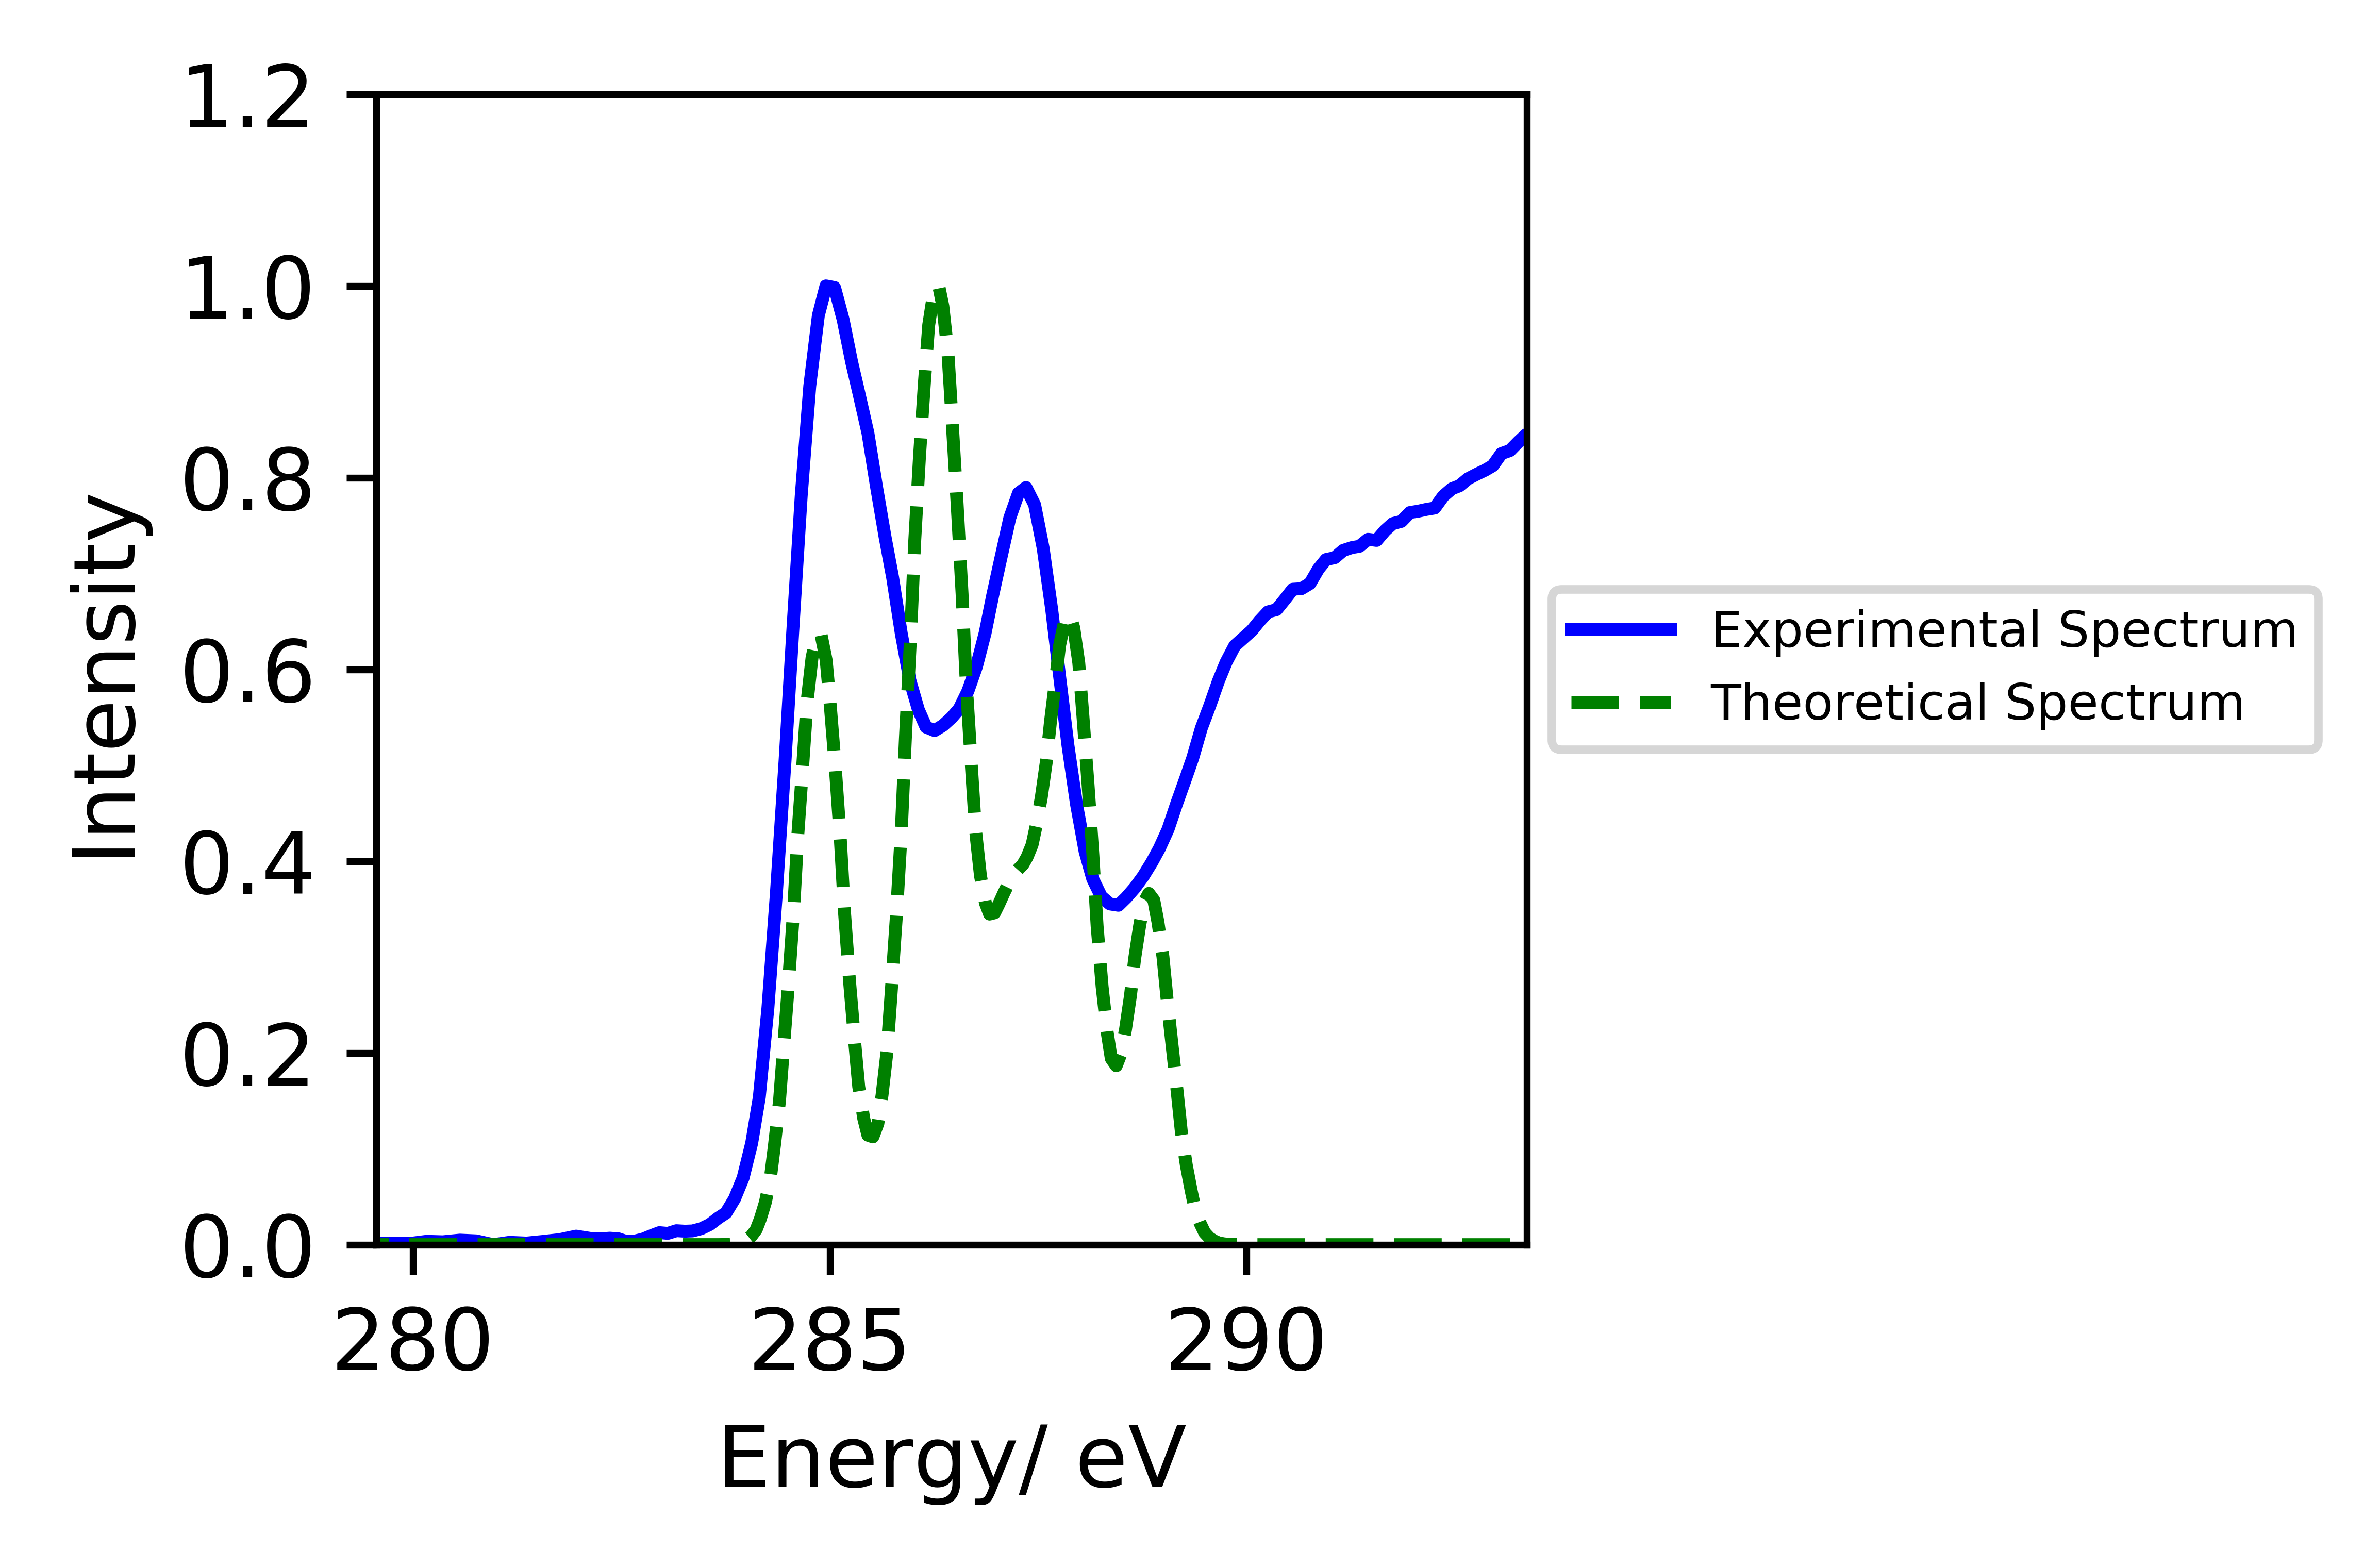 1.2
1.0
0.8
0.6
0.4
0.2
0.0
Intensity
280 285 290
Energy/ eV
Experimental Spectrum
Theoretical Spectrum